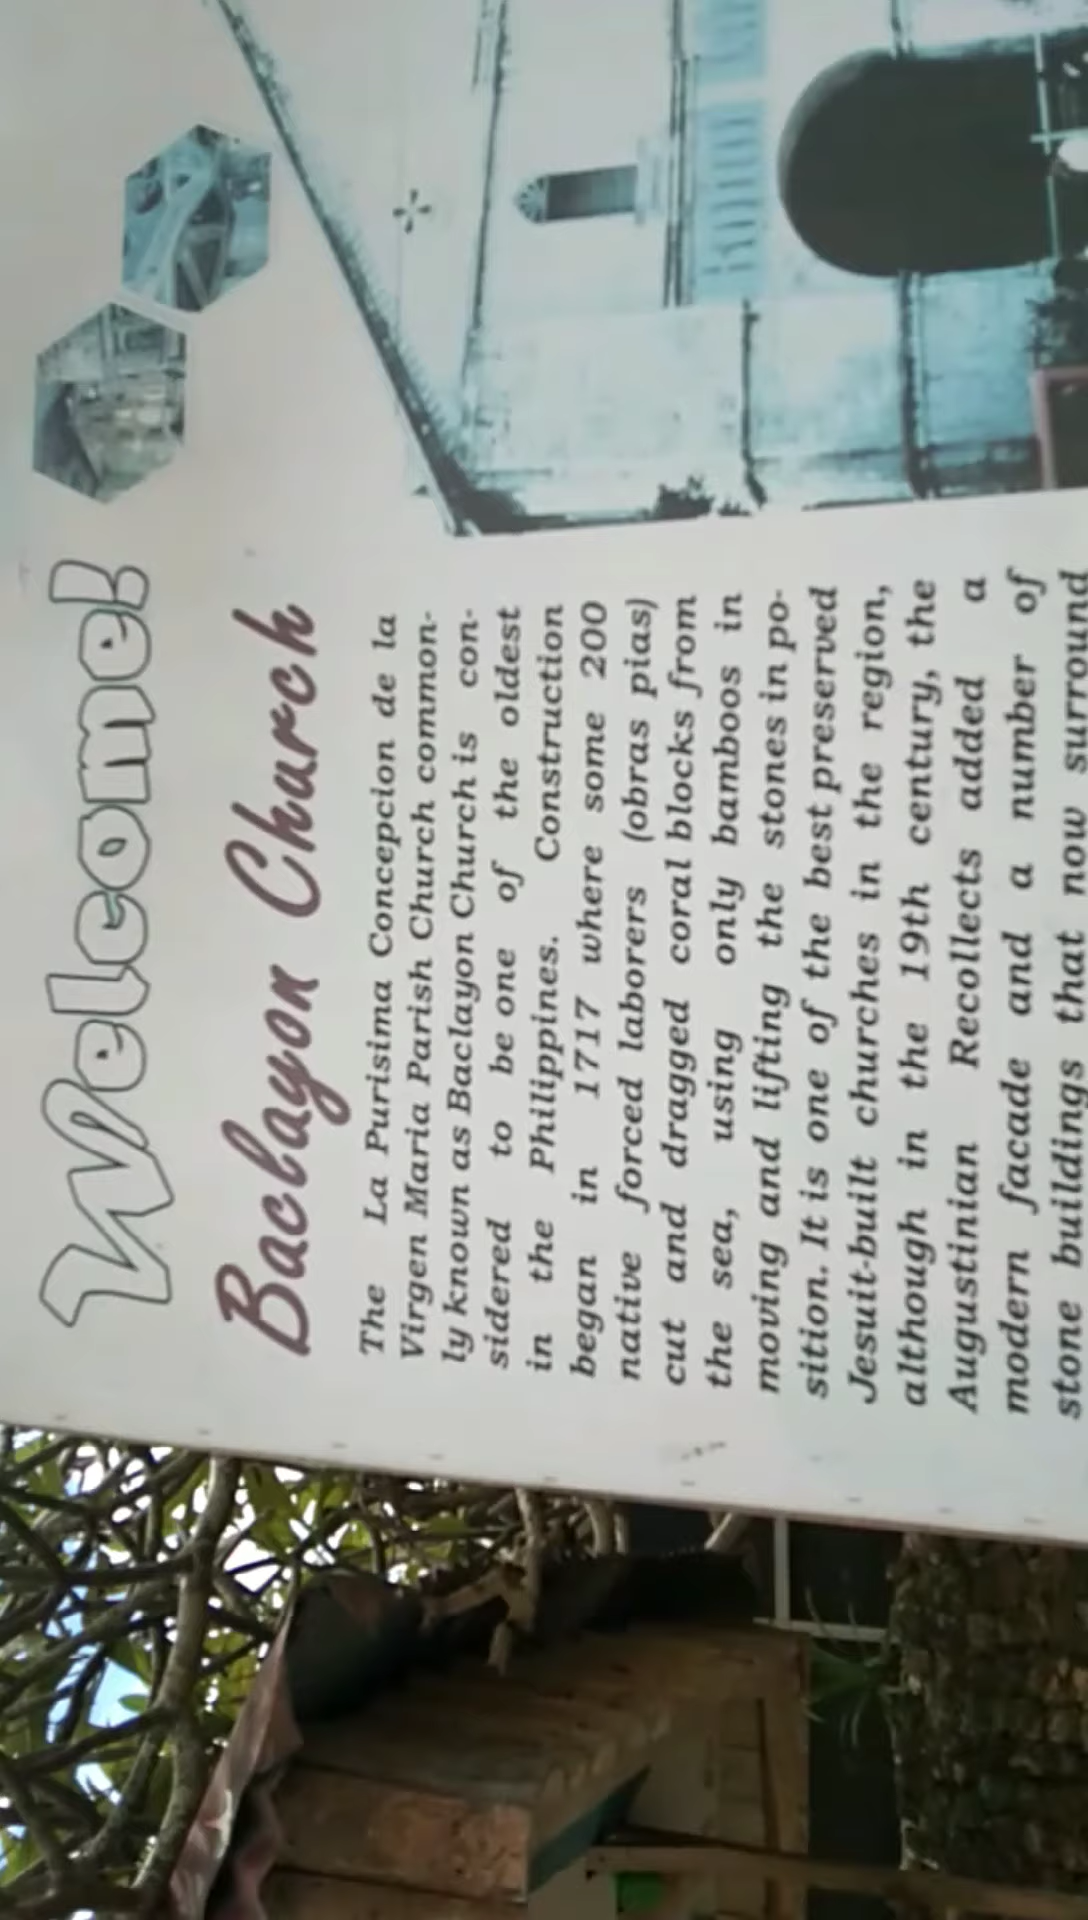 Welcome!
Baclayon Church
The La Purisima Concepcion de la
Virgen Maria Parish Church common-
ly known as Baclayon Church is con-
sidered to be one of the oldest
in the Philippines. Construction
began in 1717 where some 200
native forced laborers (obras pias)
cut and dragged coral blocks from
the sea, using only bamboos in
moving and lifting the stones in po-
sition. It is one of the best preserved
Jesuit-built churches in the region,
although in the 19th century, the
Augustinian Recollects added a
modern facade and a number of
stone buildings that now surround